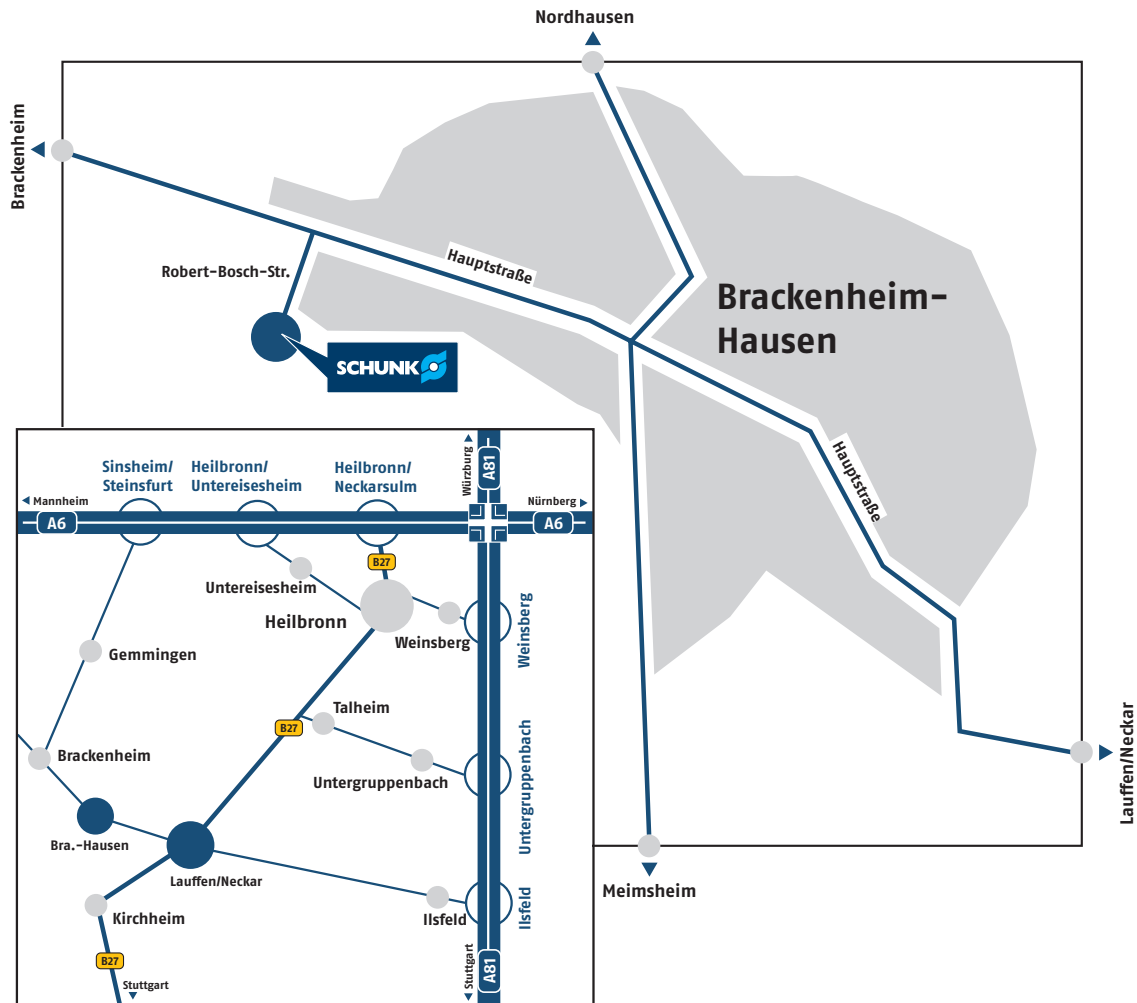 Nordhausen
Brackenheim
Robert-Bosch-Str.
Hauptstraße
Brackenheim-
Hausen
SCHUNK
Hauptstraße
Lauffen/Neckar
Meimsheim
Würzburg
A81
Sinsheim/
Steinsfurt
Heilbronn/
Untereisesheim
Heilbronn/
Neckarsulm
Mannheim
Nürnberg
A6
A6
B27
Untereisesheim
Heilbronn
Weinsberg
Weinsberg
Gemmingen
Talheim
B27
Brackenheim
Untergruppenbach
Untergruppenbach
Bra.-Hausen
Lauffen/Neckar
Kirchheim
Ilsfeld
Ilsfeld
B27
Stuttgart
Stuttgart
A81